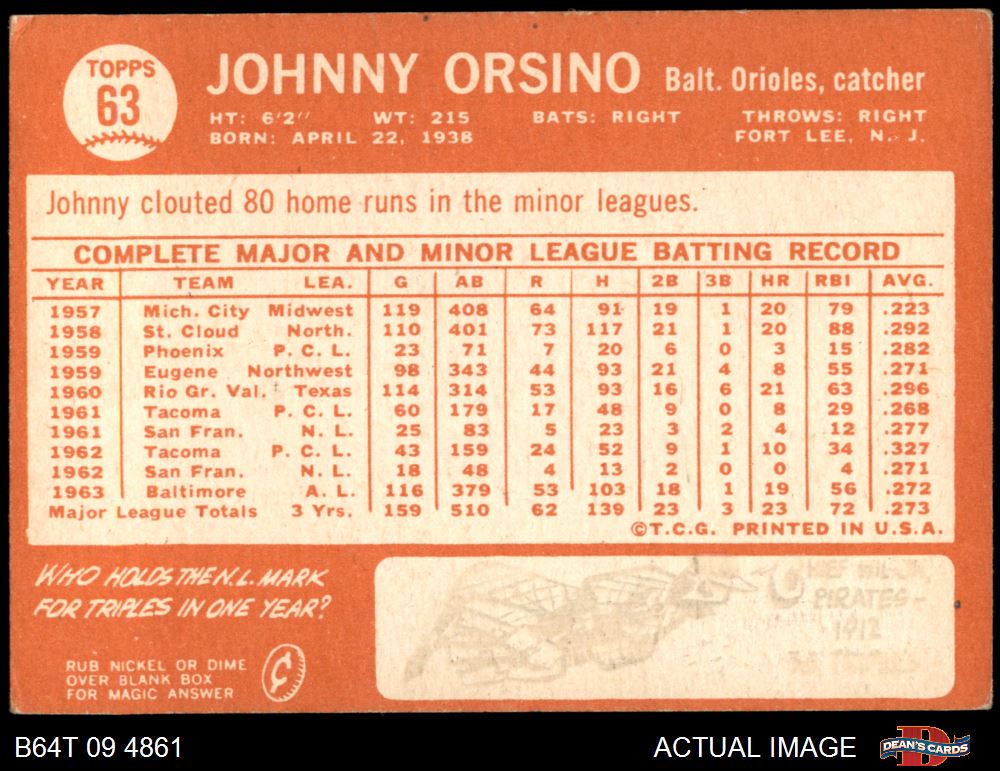 TOPPS
63
JOHNNY ORSINO Balt. Orioles, catcher
HT: 6'2" WT: 215 BATS: RIGHT THROWS: RIGHT
BORN: APRIL 22, 1938 FORT LEE, N. J.
Johnny clouted 80 home runs in the minor leagues.
COMPLETE MAJOR AND MINOR LEAGUE BATTING RECORD
YEAR TEAM LEA. G AB R H 2B 3B HR RBI AVG.
1957 Mich. City Midwest 119 408 64 91 19 1 20 79 .223
1958 St. Cloud North. 110 401 73 117 21 1 20 88 .292
1959 Phoenix P. C. L. 23 71 7 20 6 0 3 15 .282
1959 Eugene Northwest 98 343 44 93 21 4 8 55 .271
1960 Rio Gr. Val. Texas 114 314 53 93 16 6 21 63 .296
1961 Tacoma P. C. L. 60 179 17 48 9 0 8 29 .268
1961 San Fran. N. L. 25 83 5 23 3 2 4 12 .277
1962 Tacoma P. C. L. 43 159 24 52 9 1 10 34 .327
1962 San Fran. N. L. 18 48 4 13 2 0 0 4 .271
1963 Baltimore A. L. 116 379 53 103 18 1 19 56 .272
Major League Totals 3 Yrs. 159 510 62 139 23 3 23 72 .273
©T.C.G. PRINTED IN U.S.A.
WHO HOLDS THE N.L. MARK
FOR TRIPLES IN ONE YEAR?
RUB NICKEL OR DIME
OVER BLANK BOX
FOR MAGIC ANSWER
PIRATES-
1912
B64T 09 4861 ACTUAL IMAGE DEAN'S CARDS